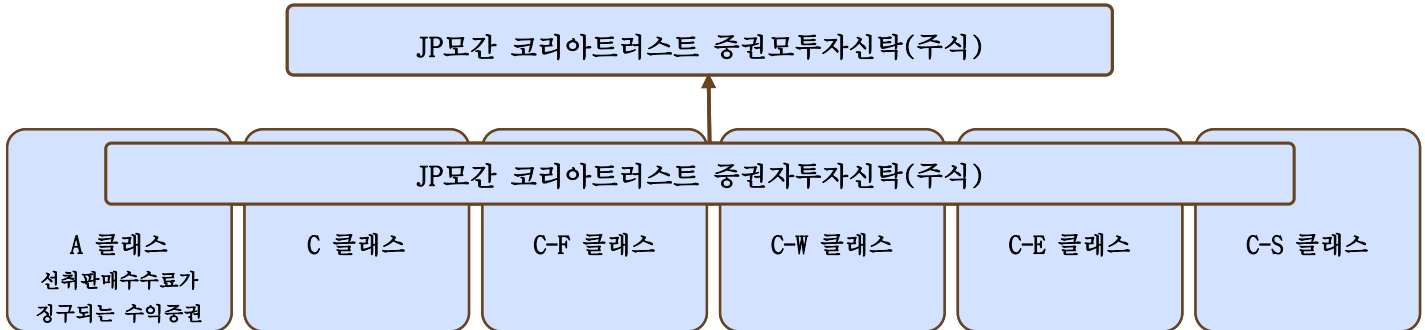 JP모간 코리아트러스트 증권모투자신탁(주식)
JP모간 코리아트러스트 증권자투자신탁(주식)
A 클래스
선취판매수수료가
징구되는 수익증권
C 클래스
C-F 클래스
C-W 클래스
C-E 클래스
C-S 클래스